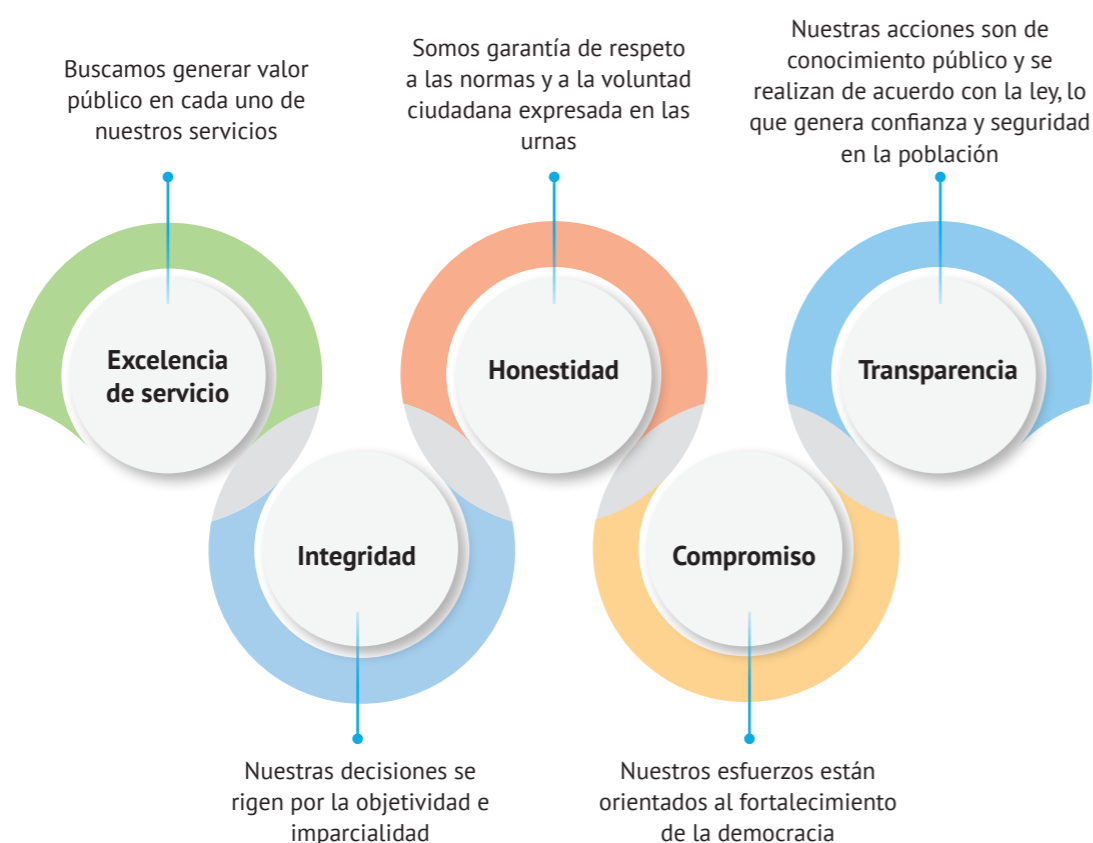 Buscamos generar valor
público en cada uno de
nuestros servicios
Somos garantía de respeto
a las normas y a la voluntad
ciudadana expresada en las
urnas
Nuestras acciones son de
conocimiento público y se
realizan de acuerdo con la ley, lo
que genera confianza y seguridad
en la población
Excelencia
de servicio
Honestidad
Transparencia
Integridad
Compromiso
Nuestras decisiones se
rigen por la objetividad e
imparcialidad
Nuestros esfuerzos están
orientados al fortalecimiento
de la democracia